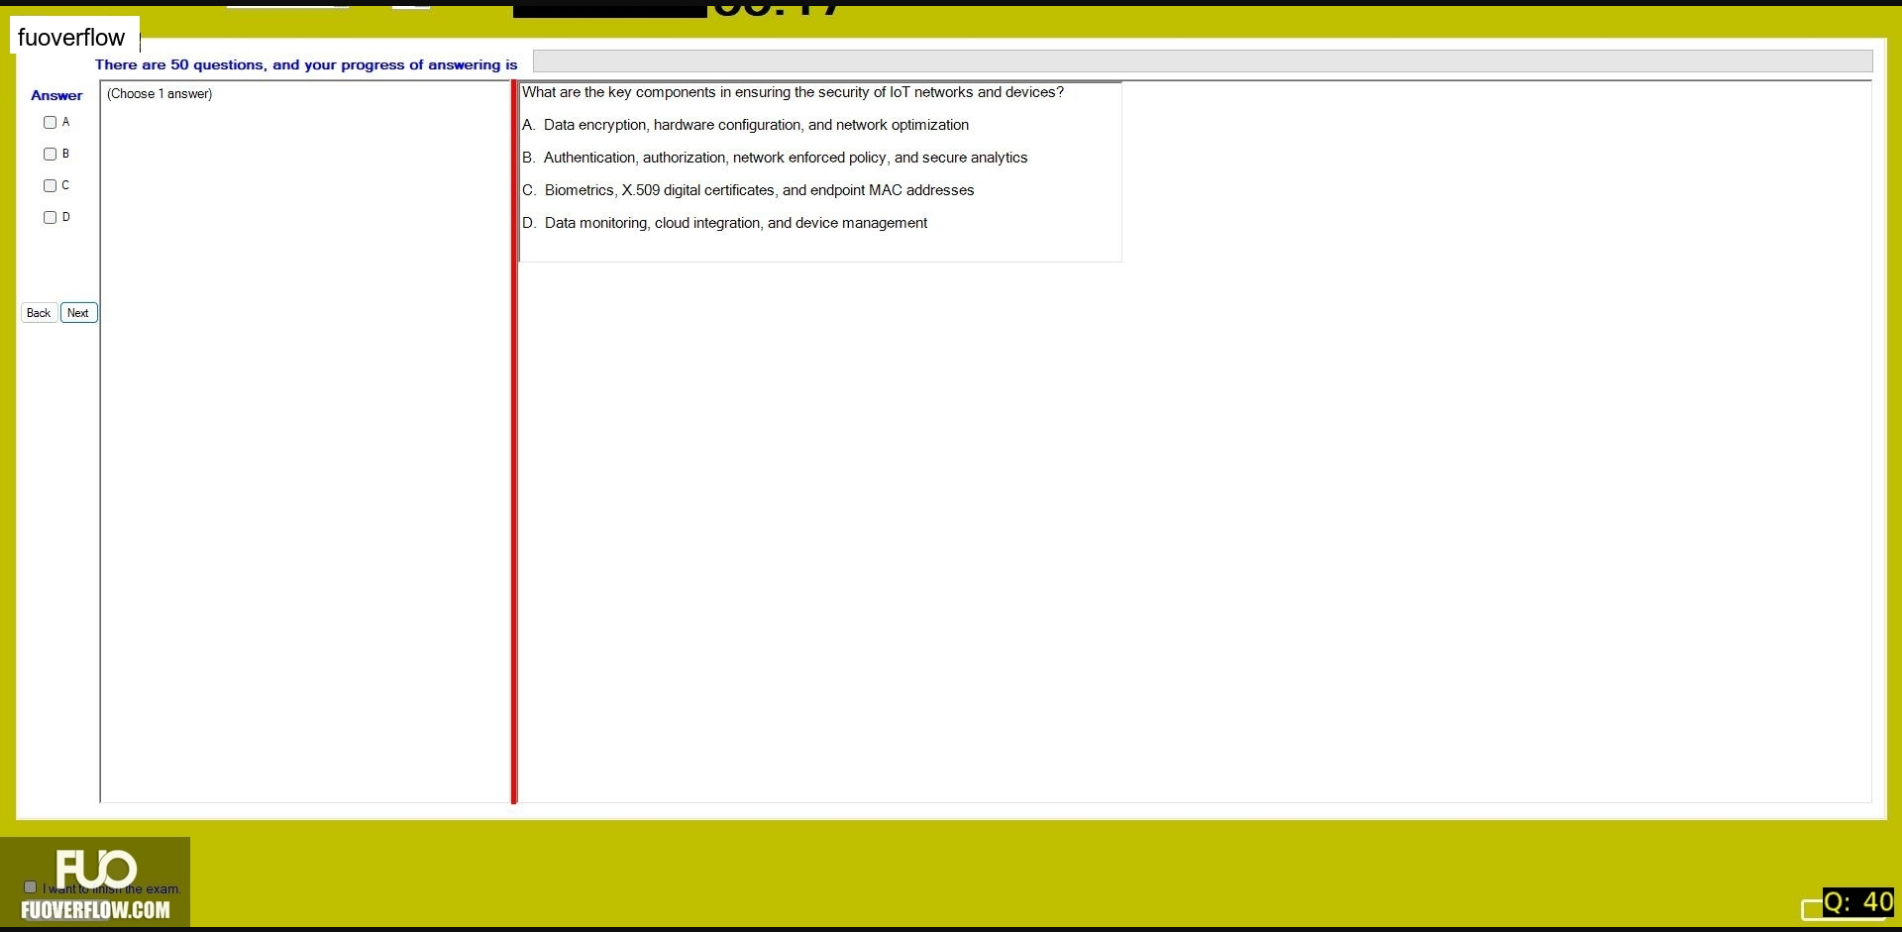 fuoverflow
There are 50 questions, and your progress of answering is
Answer
(Choose 1 answer)
A
B
C
D
Back
Next
What are the key components in ensuring the security of IoT networks and devices?
A. Data encryption, hardware configuration, and network optimization
B. Authentication, authorization, network enforced policy, and secure analytics
C. Biometrics, X.509 digital certificates, and endpoint MAC addresses
D. Data monitoring, cloud integration, and device management
FUO
I want to finish the exam.
FUOVERFLOW.COM
Q: 40